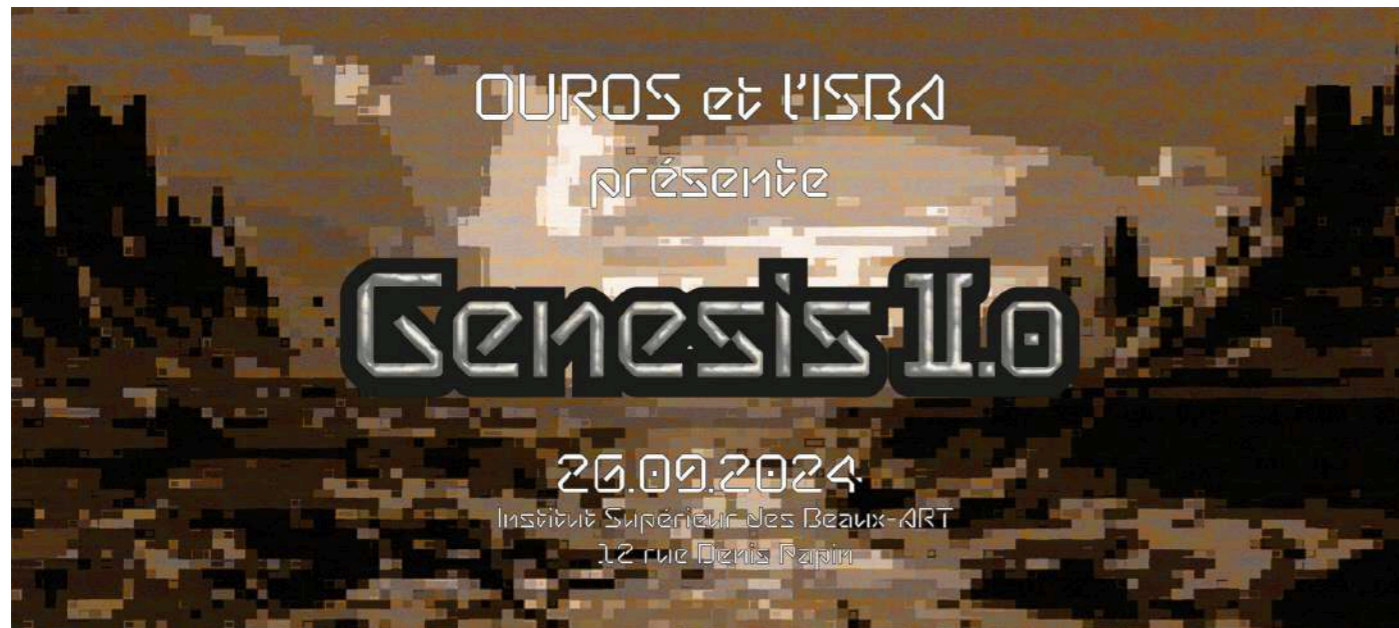 OUROS et l'ISBA
présente
Genesis 1.0
26.09.2024
Institut Supérieur des Beaux-ART
12 rue Denis Papin